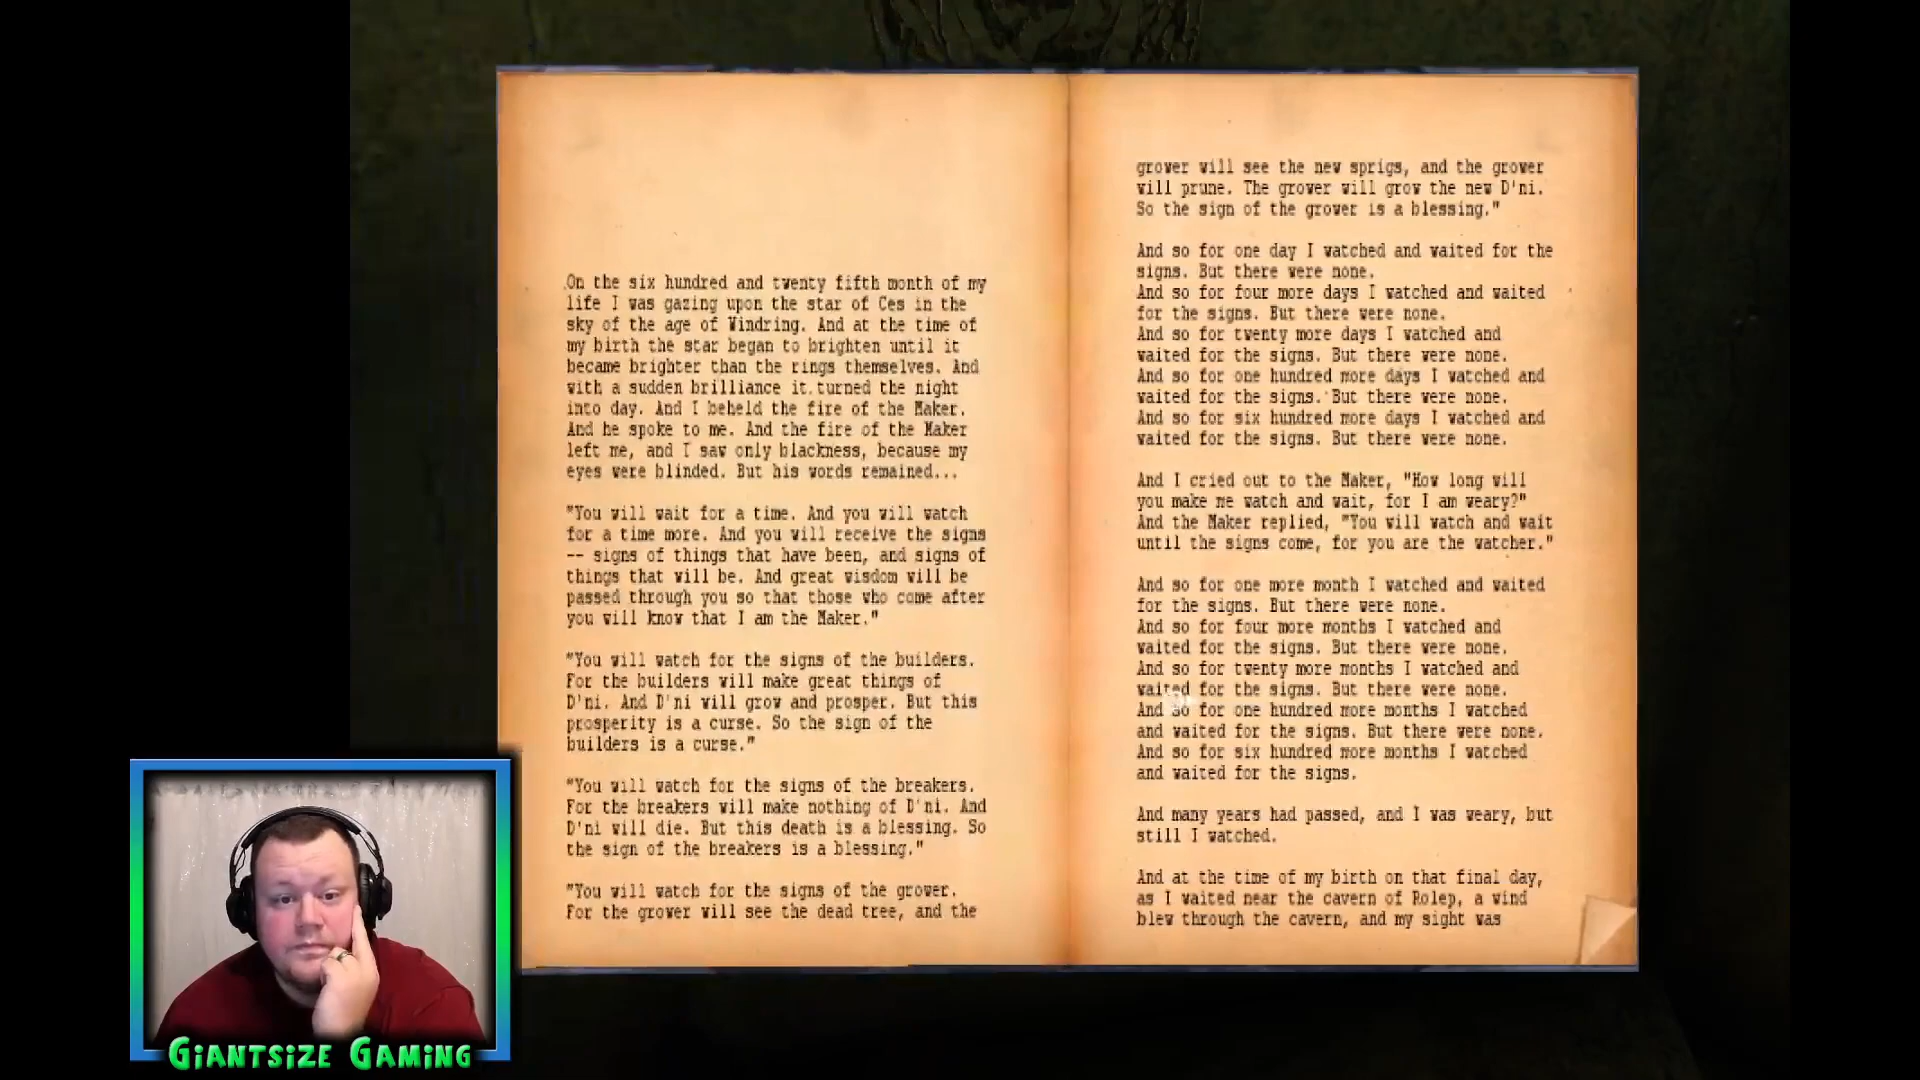 On the six hundred and twenty fifth month of my
life I was gazing upon the star of Ces in the
sky of the age of Windring. And at the time of
my birth the star began to brighten until it
became brighter than the rings themselves. And
with a sudden brilliance it turned the night
into day. And I beheld the fire of the Maker.
And he spoke to me. And the fire of the Maker
left me, and I saw only blackness, because my
eyes were blinded. But his words remained...
"You will wait for a time. And you will watch
for a time more. And you will receive the signs
-- signs of things that have been, and signs of
things that will be. And great wisdom will be
passed through you so that those who come after
you will know that I am the Maker."
"You will watch for the signs of the builders.
For the builders will make great things of
D'ni. And D'ni will grow and prosper. But this
prosperity is a curse. So the sign of the
builders is a curse."
"You will watch for the signs of the breakers.
For the breakers will make nothing of D'ni. And
D'ni will die. But this death is a blessing. So
the sign of the breakers is a blessing."
"You will watch for the signs of the grower.
For the grower will see the dead tree, and the
grower will see the new sprigs, and the grower
will prune. The grower will grow the new D'ni.
So the sign of the grower is a blessing."
And so for one day I watched and waited for the
signs. But there were none.
And so for four more days I watched and waited
for the signs. But there were none.
And so for twenty more days I watched and
waited for the signs. But there were none.
And so for one hundred more days I watched and
waited for the signs. But there were none.
And so for six hundred more days I watched and
waited for the signs. But there were none.
And I cried out to the Maker, "How long will
you make me watch and wait, for I am weary?"
And the Maker replied, "You will watch and wait
until the signs come, for you are the watcher."
And so for one more month I watched and waited
for the signs. But there were none.
And so for four more months I watched and
waited for the signs. But there were none.
And so for twenty more months I watched and
waited for the signs. But there were none.
And so for one hundred more months I watched
and waited for the signs. But there were none.
And so for six hundred more months I watched
and waited for the signs.
And many years had passed, and I was weary, but
still I watched.
And at the time of my birth on that final day,
as I waited near the cavern of Rolep, a wind
blew through the cavern, and my sight was
GIANTSIZE GAMING